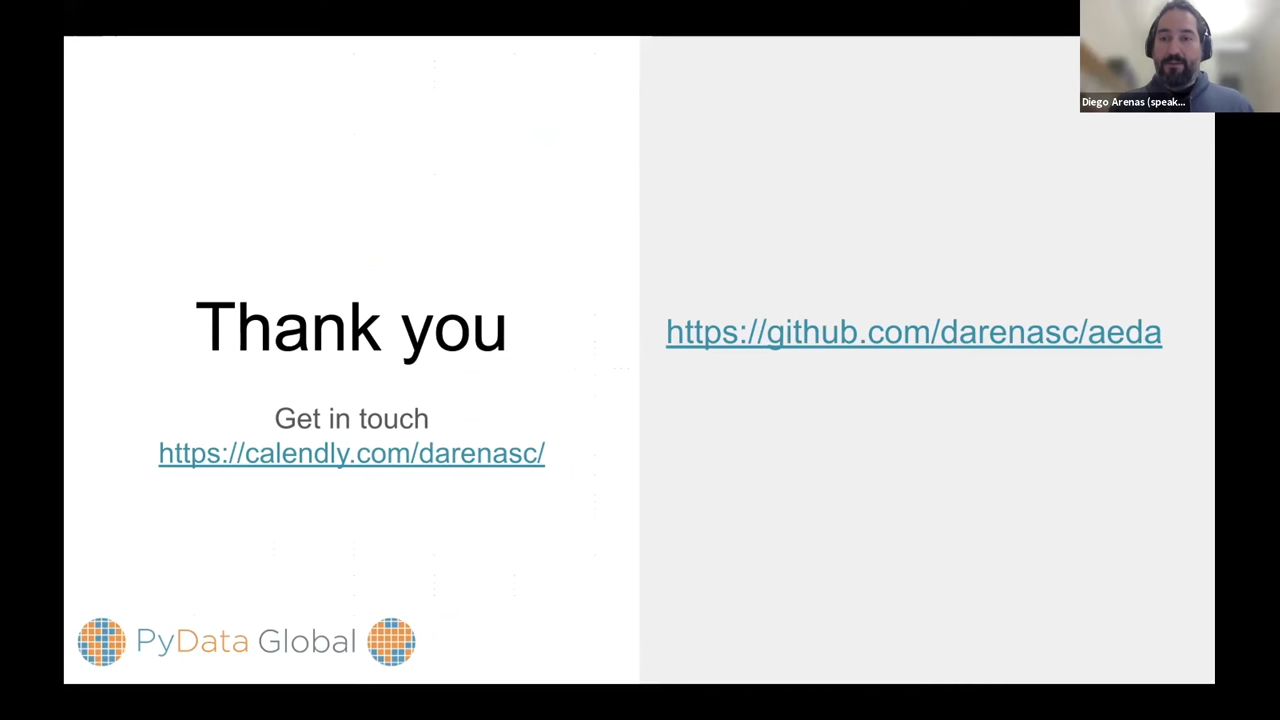 Diego Arenas (speak...
Thank you
Get in touch
https://calendly.com/darenasc/
https://github.com/darenasc/aeda
PyData Global